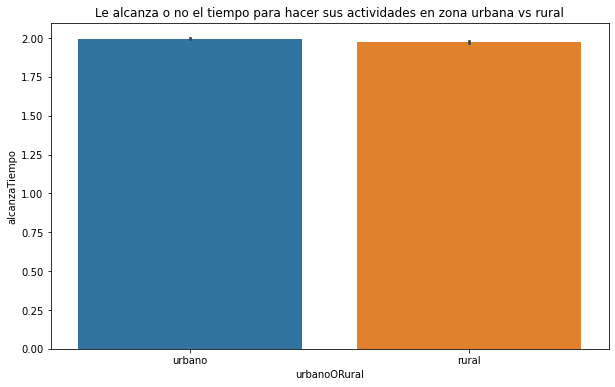 Le alcanza o no el tiempo para hacer sus actividades en zona urbana vs rural
2.00
1.75
1.50
1.25
1.00
0.75
0.50
0.25
0.00
alcanzaTiempo
urbano
rural
urbanoORural